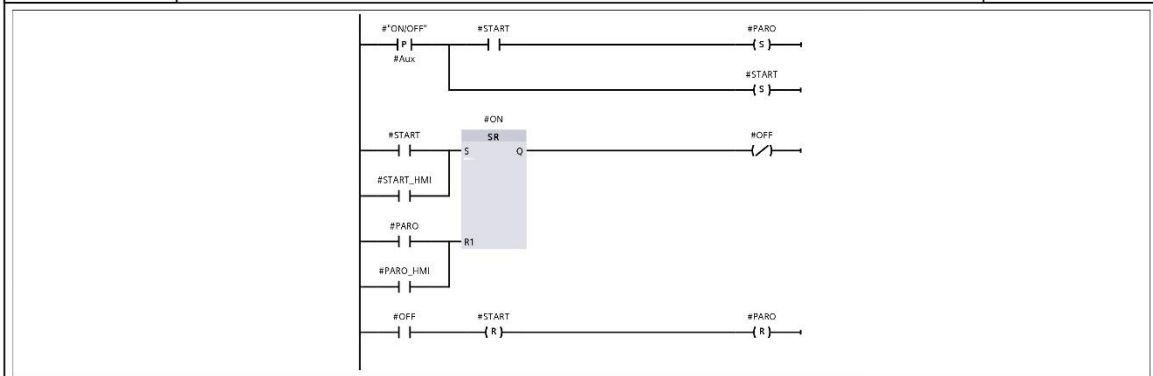 #"ON/OFF" #START #PARO
P S
#Aux
#START
S
#ON
#START SR #OFF
S Q
#START_HMI
#PARO
R1
#PARO_HMI
#OFF #START #PARO
R R